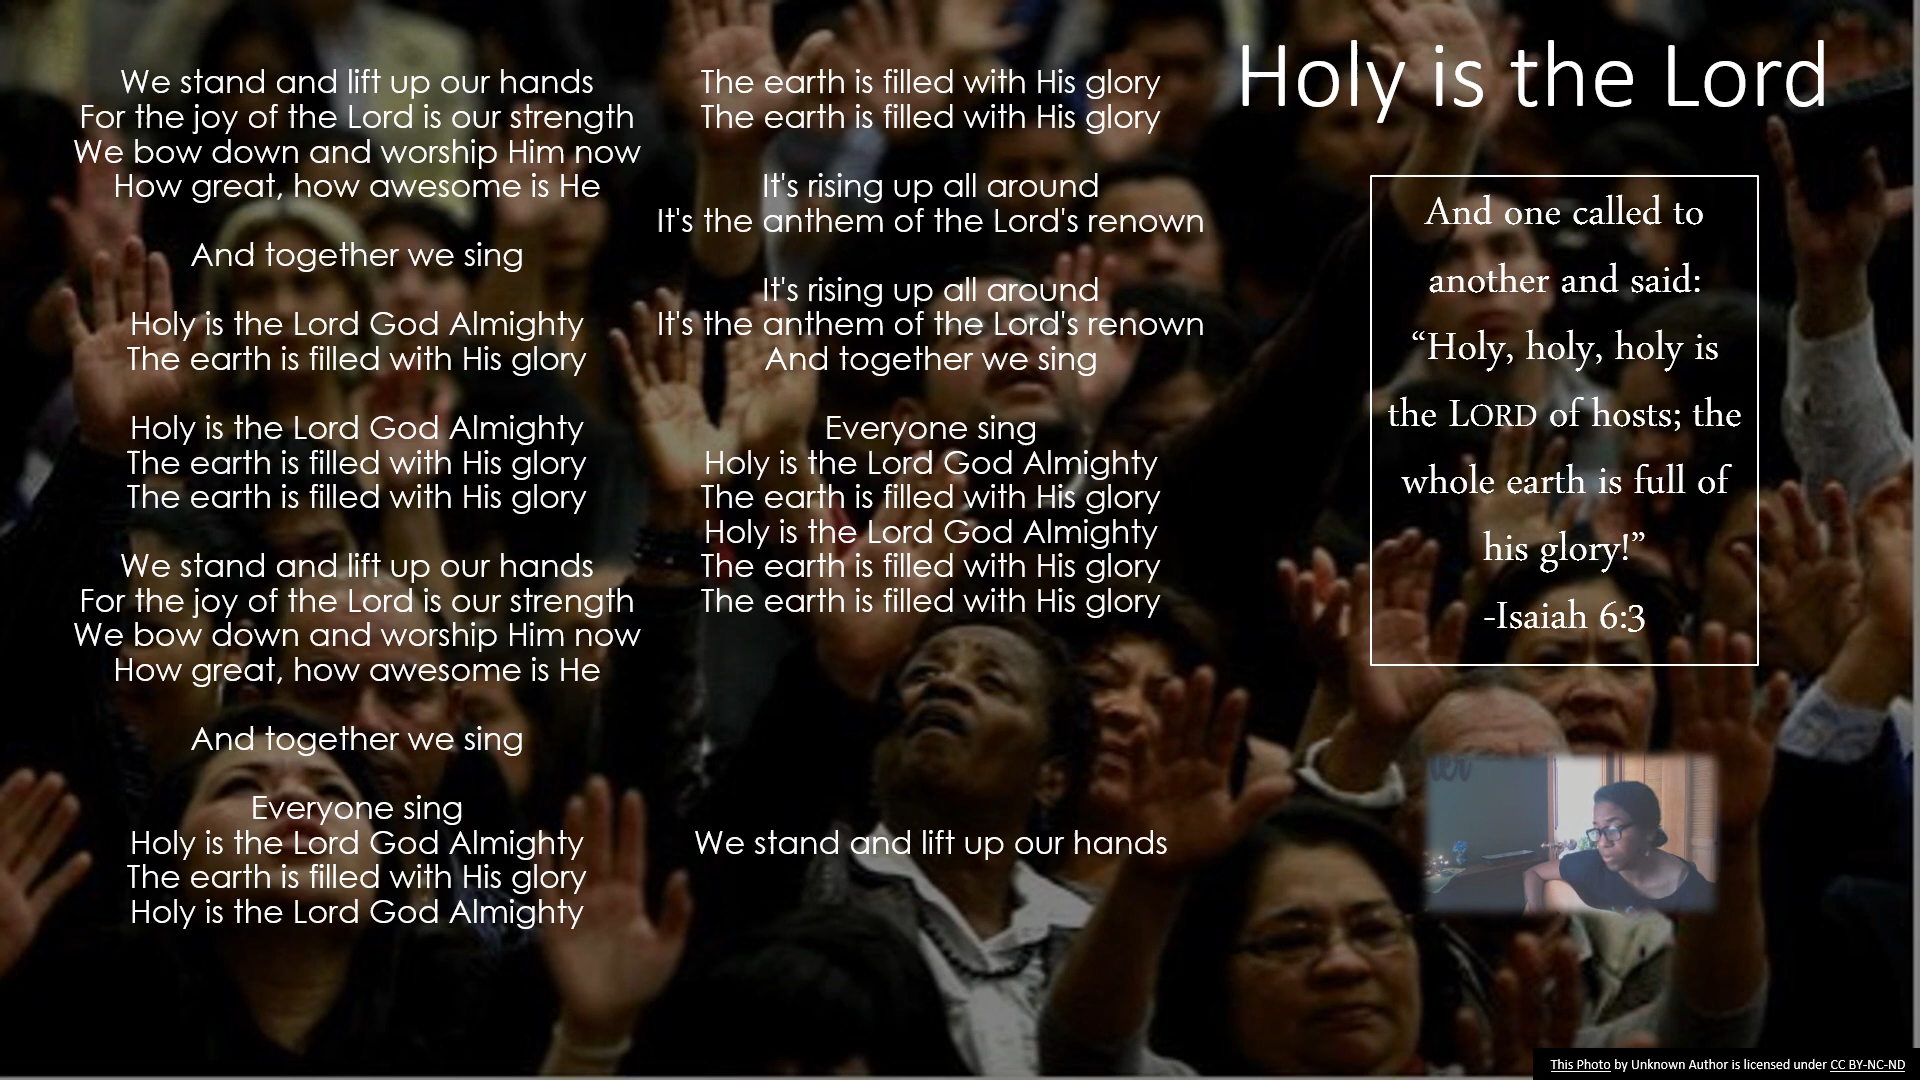 We stand and lift up our hands
For the joy of the Lord is our strength
We bow down and worship Him now
How great, how awesome is He
And together we sing
Holy is the Lord God Almighty
The earth is filled with His glory
Holy is the Lord God Almighty
The earth is filled with His glory
The earth is filled with His glory
We stand and lift up our hands
For the joy of the Lord is our strength
We bow down and worship Him now
How great, how awesome is He
And together we sing
Everyone sing
Holy is the Lord God Almighty
The earth is filled with His glory
Holy is the Lord God Almighty
The earth is filled with His glory
The earth is filled with His glory
It's rising up all around
It's the anthem of the Lord's renown
It's rising up all around
It's the anthem of the Lord's renown
And together we sing
Everyone sing
Holy is the Lord God Almighty
The earth is filled with His glory
Holy is the Lord God Almighty
The earth is filled with His glory
The earth is filled with His glory
We stand and lift up our hands
Holy is the Lord
And one called to
another and said:
“Holy, holy, holy is
the LORD of hosts; the
whole earth is full of
his glory!”
-Isaiah 6:3
This Photo by Unknown Author is licensed under CC BY-NC-ND